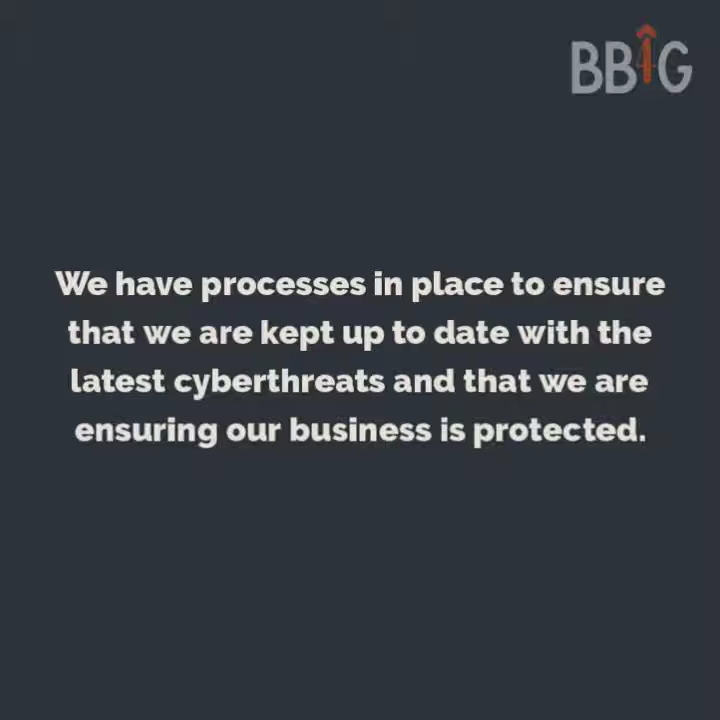 BBiG
We have processes in place to ensure
that we are kept up to date with the
latest cyberthreats and that we are
ensuring our business is protected.